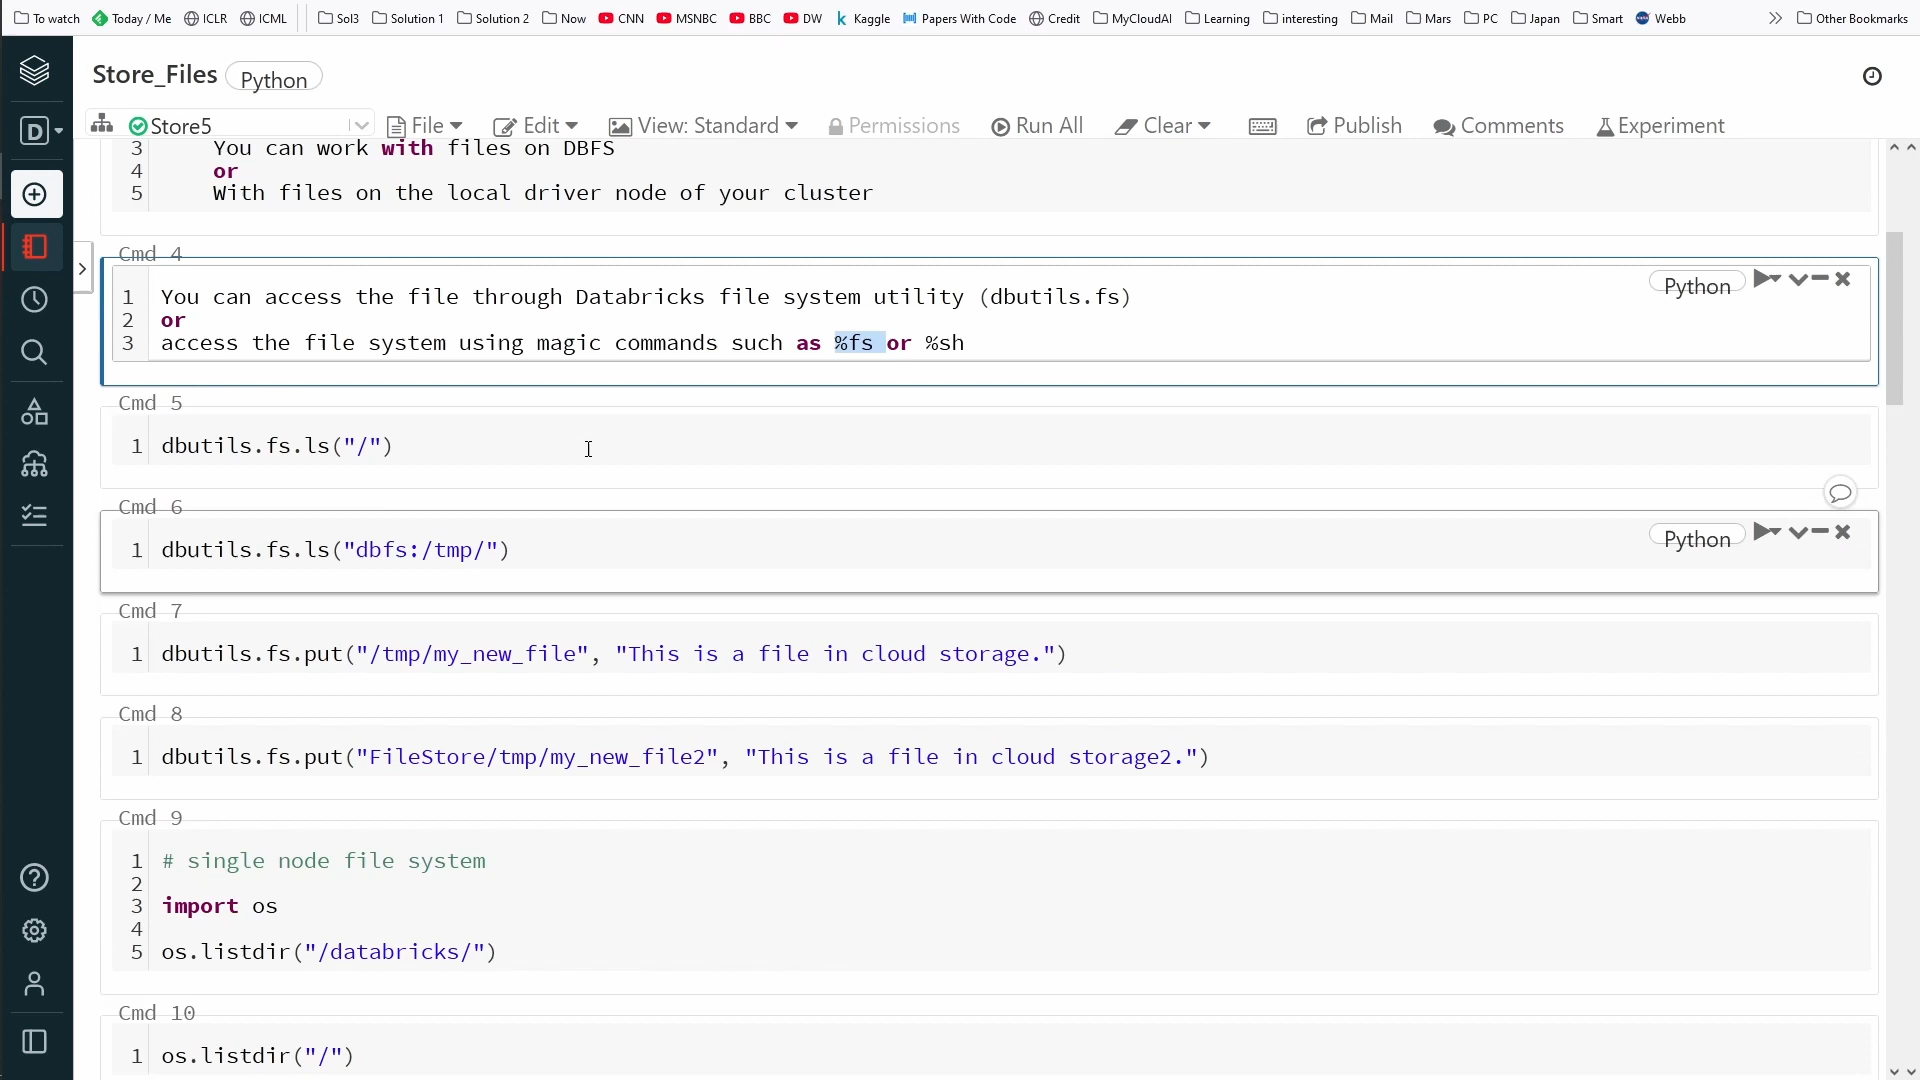 To watch Today / Me ICLR ICML Sol3 Solution 1 Solution 2 Now CNN MSNBC BBC DW Kaggle Papers With Code Credit MyCloudAI Learning interesting Mail Mars PC Japan Smart Webb Other Bookmarks
Store_Files Python
D Store5 File Edit View: Standard Permissions Run All Clear Publish Comments Experiment
3 You can work with files on DBFS
4 or
5 With files on the local driver node of your cluster
Cmd 4
Python
1 You can access the file through Databricks file system utility (dbutils.fs)
2 or
3 access the file system using magic commands such as %fs or %sh
Cmd 5
1 dbutils.fs.ls("/")
Cmd 6
Python
1 dbutils.fs.ls("dbfs:/tmp/")
Cmd 7
1 dbutils.fs.put("/tmp/my_new_file", "This is a file in cloud storage.")
Cmd 8
1 dbutils.fs.put("FileStore/tmp/my_new_file2", "This is a file in cloud storage2.")
Cmd 9
1 # single node file system
2
3 import os
4
5 os.listdir("/databricks/")
Cmd 10
1 os.listdir("/")